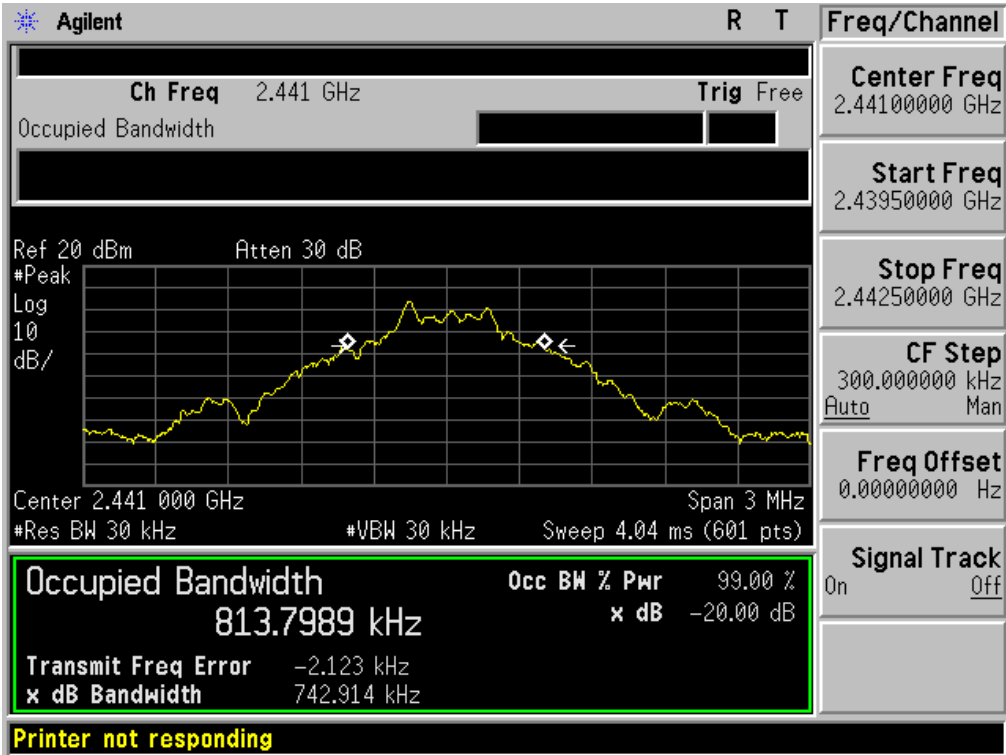 Agilent R T
Freq/Channel
Ch Freq 2.441 GHz Trig Free
Occupied Bandwidth
Center Freq
2.44100000 GHz
Start Freq
2.43950000 GHz
Stop Freq
2.44250000 GHz
CF Step
300.000000 kHz
Auto Man
Freq Offset
0.00000000 Hz
Signal Track
On Off
Ref 20 dBm Atten 30 dB
#Peak
Log
10
dB/
Center 2.441 000 GHz Span 3 MHz
#Res BW 30 kHz #VBW 30 kHz Sweep 4.04 ms (601 pts)
Occupied Bandwidth
813.7989 kHz
Occ BW % Pwr 99.00 %
x dB -20.00 dB
Transmit Freq Error -2.123 kHz
x dB Bandwidth 742.914 kHz
Printer not responding